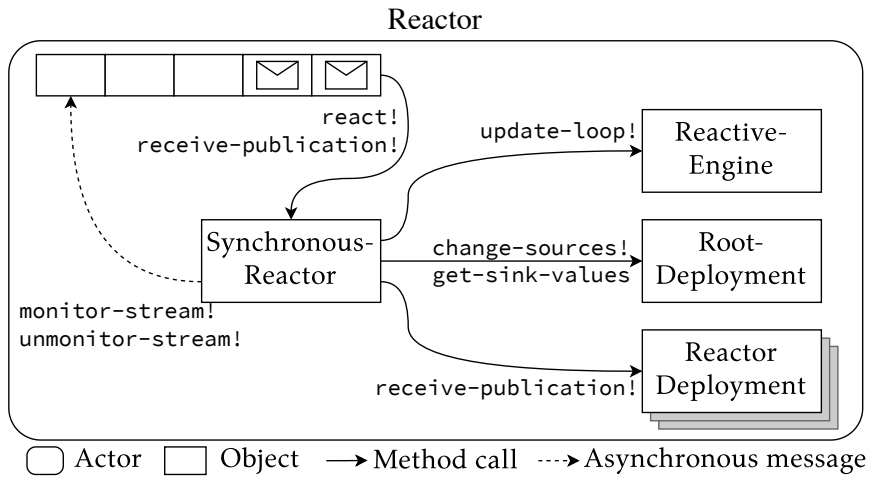 Reactor
react!
receive-publication!
update-loop!
Reactive-
Engine
Synchronous-
Reactor
change-sources!
get-sink-values
Root-
Deployment
monitor-stream!
unmonitor-stream!
receive-publication!
Reactor
Deployment
Actor
Object
Method call
Asynchronous message